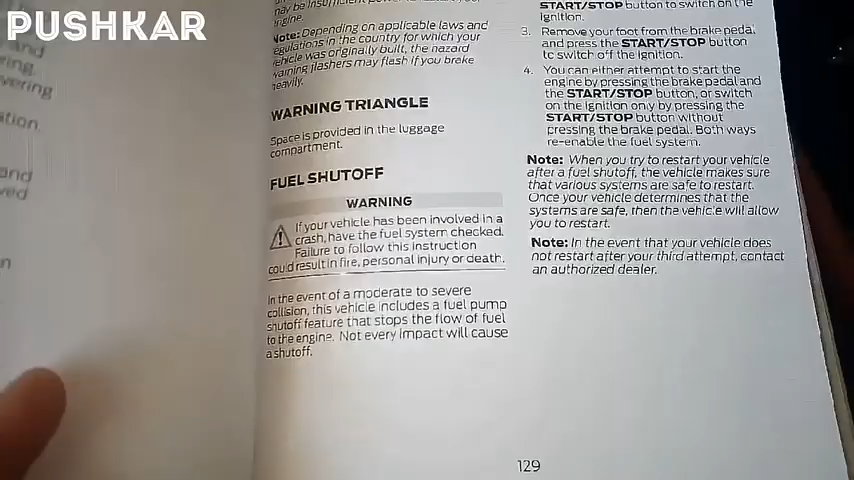 PUSHKAR
and
ring.
vering
ation,
and
ved
n
may be insufficient
engine.
Note: Depending on applicable laws and
regulations in the country for which your
vehicle was originally built, the hazard
warning flashers may flash if you brake
heavily.
WARNING TRIANGLE
Space is provided in the luggage
compartment.
FUEL SHUTOFF
WARNING
If your vehicle has been involved in a
crash, have the fuel system checked.
Failure to follow this instruction
could result in fire, personal injury or death.
In the event of a moderate to severe
collision, this vehicle includes a fuel pump
shutoff feature that stops the flow of fuel
to the engine. Not every impact will cause
a shutoff.
START/STOP button to switch on the
ignition.
3. Remove your foot from the brake pedal
and press the START/STOP button
to switch off the ignition.
4. You can either attempt to start the
engine by pressing the brake pedal and
the START/STOP button, or switch
on the ignition only by pressing the
START/STOP button without
pressing the brake pedal. Both ways
re-enable the fuel system.
Note: When you try to restart your vehicle
after a fuel shutoff, the vehicle makes sure
that various systems are safe to restart.
Once your vehicle determines that the
systems are safe, then the vehicle will allow
you to restart.
Note: In the event that your vehicle does
not restart after your third attempt, contact
an authorized dealer.
129